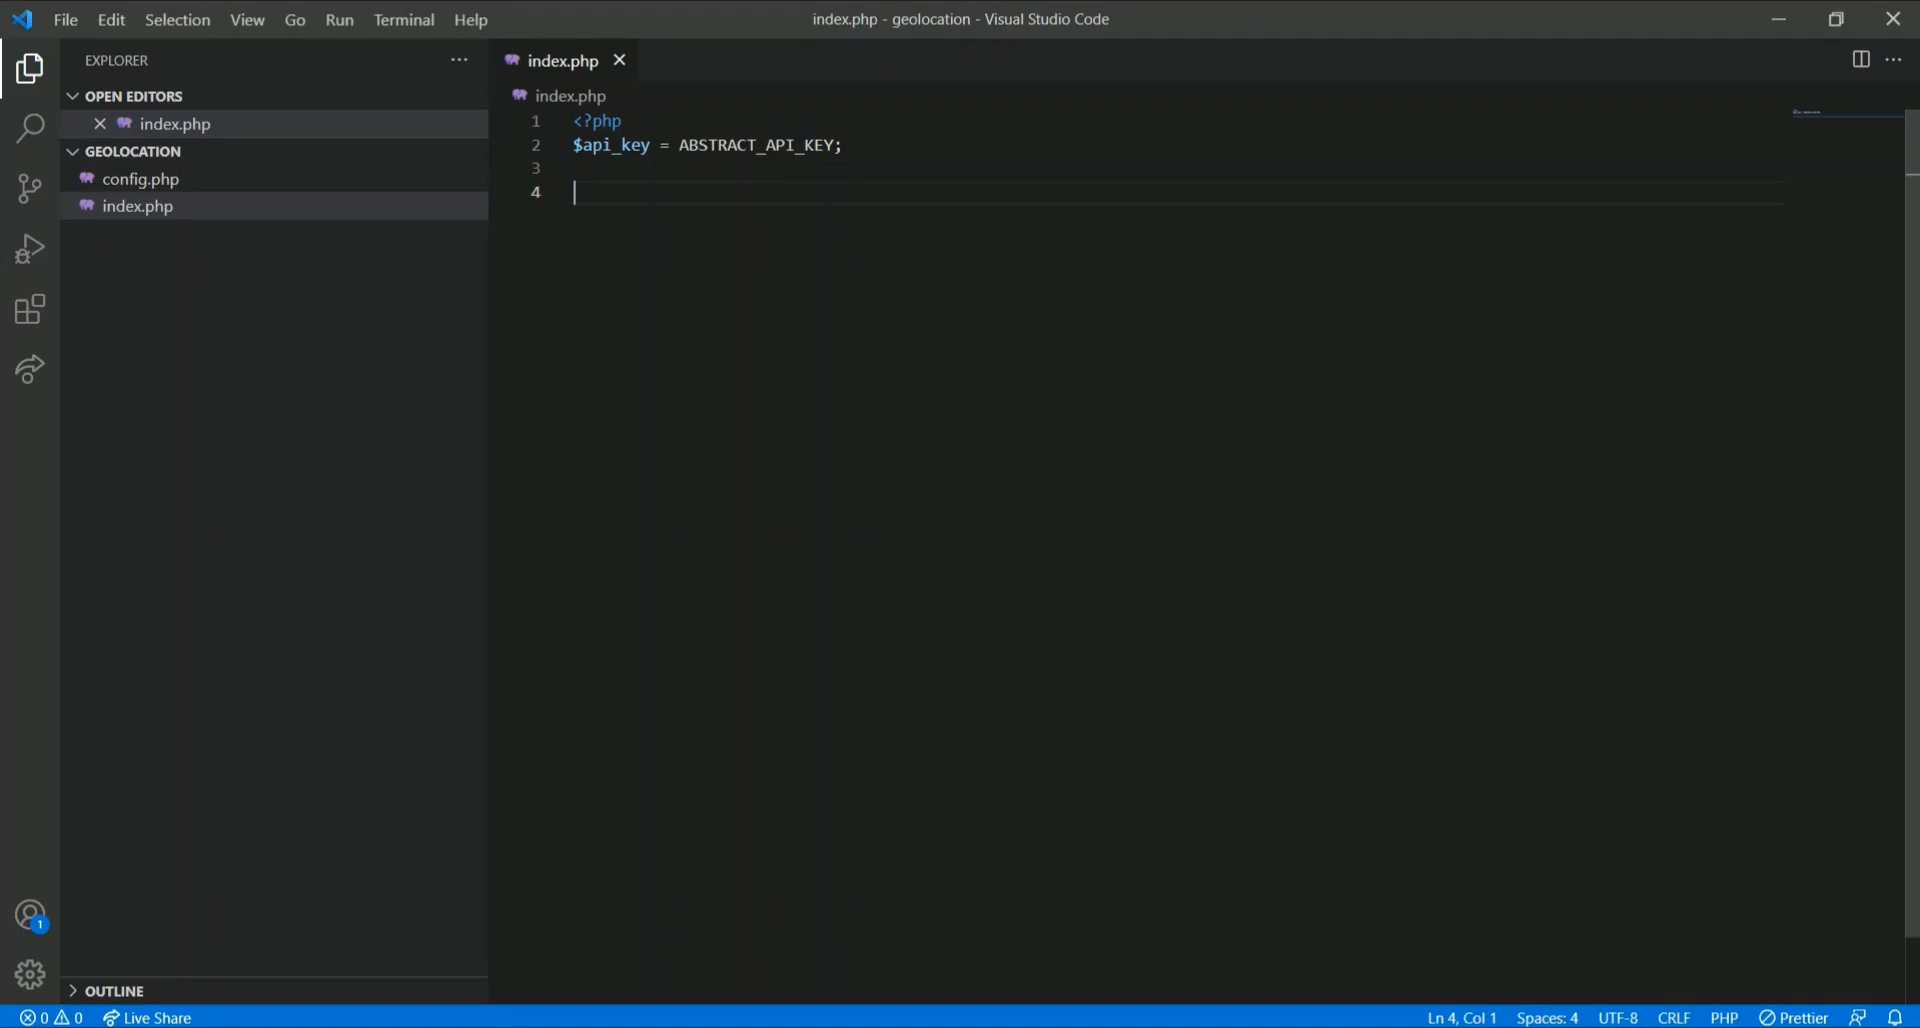 File Edit Selection View Go Run Terminal Help
index.php - geolocation - Visual Studio Code
EXPLORER
index.php
OPEN EDITORS
index.php
index.php
GEOLOCATION
config.php
index.php
1 <?php
2 $api_key = ABSTRACT_API_KEY;
3
4
1
OUTLINE
0 0 Live Share
Ln 4, Col 1 Spaces: 4 UTF-8 CRLF PHP Prettier